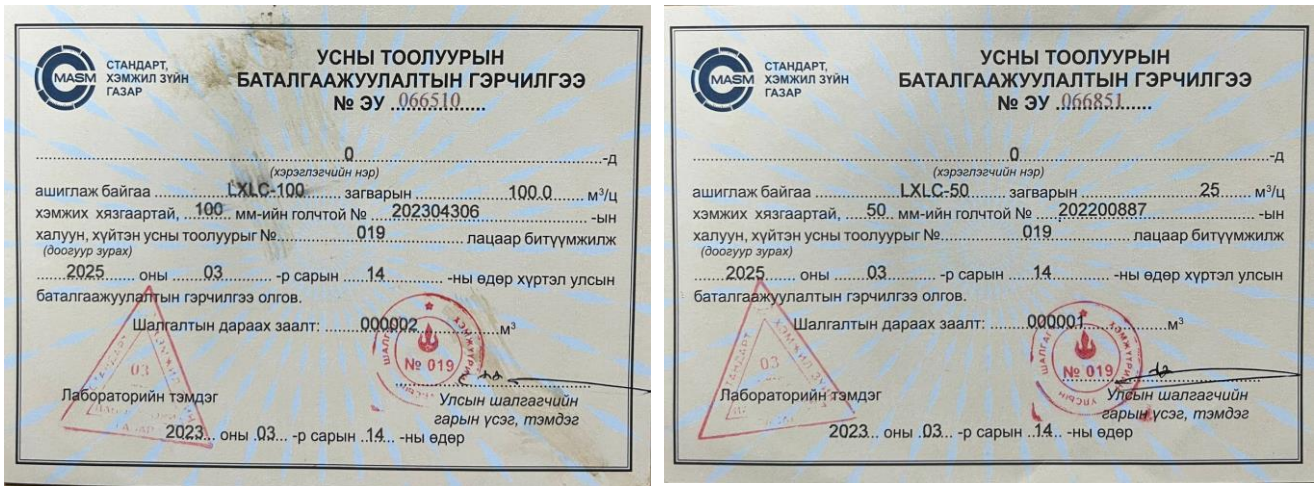 MASM
СТАНДАРТ,
ХЭМЖИЛ ЗҮЙН
ГАЗАР
УСНЫ ТООЛУУРЫН
БАТАЛГААЖУУЛАЛТЫН ГЭРЧИЛГЭЭ
№ ЭУ ..066510..............
........................0........................-д
(хэрэглэгчийн нэр)
ашиглаж байгаа ............LXLC-100........ загварын ..........100.0.... м³/ц
хэмжих хязгаартай, ..100.. мм-ийн голчтой № ....202304306............-ын
халуун, хүйтэн усны тоолуурыг №..............019.............. лацаар битүүмжилж
(доогуур зурах)
......2025...... оны ....03........ -р сарын ....14........ -ны өдөр хүртэл улсын
баталгаажуулалтын гэрчилгээ олгов.
Шалгалтын дараах заалт: ......000002............м³
ХЭМЖҮҮРИЙН
№ 019
03
Лабораторийн тэмдэг
Улсын шалгагчийн
гарын үсэг, тэмдэг
2023... оны .03... -р сарын ..14... -ны өдөр
MASM
СТАНДАРТ,
ХЭМЖИЛ ЗҮЙН
ГАЗАР
УСНЫ ТООЛУУРЫН
БАТАЛГААЖУУЛАЛТЫН ГЭРЧИЛГЭЭ
№ ЭУ ..066851..............
........................0........................-д
(хэрэглэгчийн нэр)
ашиглаж байгаа ............LXLC-50........ загварын ..........25...... м³/ц
хэмжих хязгаартай, ....50.. мм-ийн голчтой № ....202200887............-ын
халуун, хүйтэн усны тоолуурыг №..............019.............. лацаар битүүмжилж
(доогуур зурах)
......2025...... оны ....03........ -р сарын ....14........ -ны өдөр хүртэл улсын
баталгаажуулалтын гэрчилгээ олгов.
Шалгалтын дараах заалт: ......000001............м³
№ 019
УЛСЫН
03
Лабораторийн тэмдэг
Улсын шалгагчийн
гарын үсэг, тэмдэг
2023... оны .03... -р сарын ..14... -ны өдөр